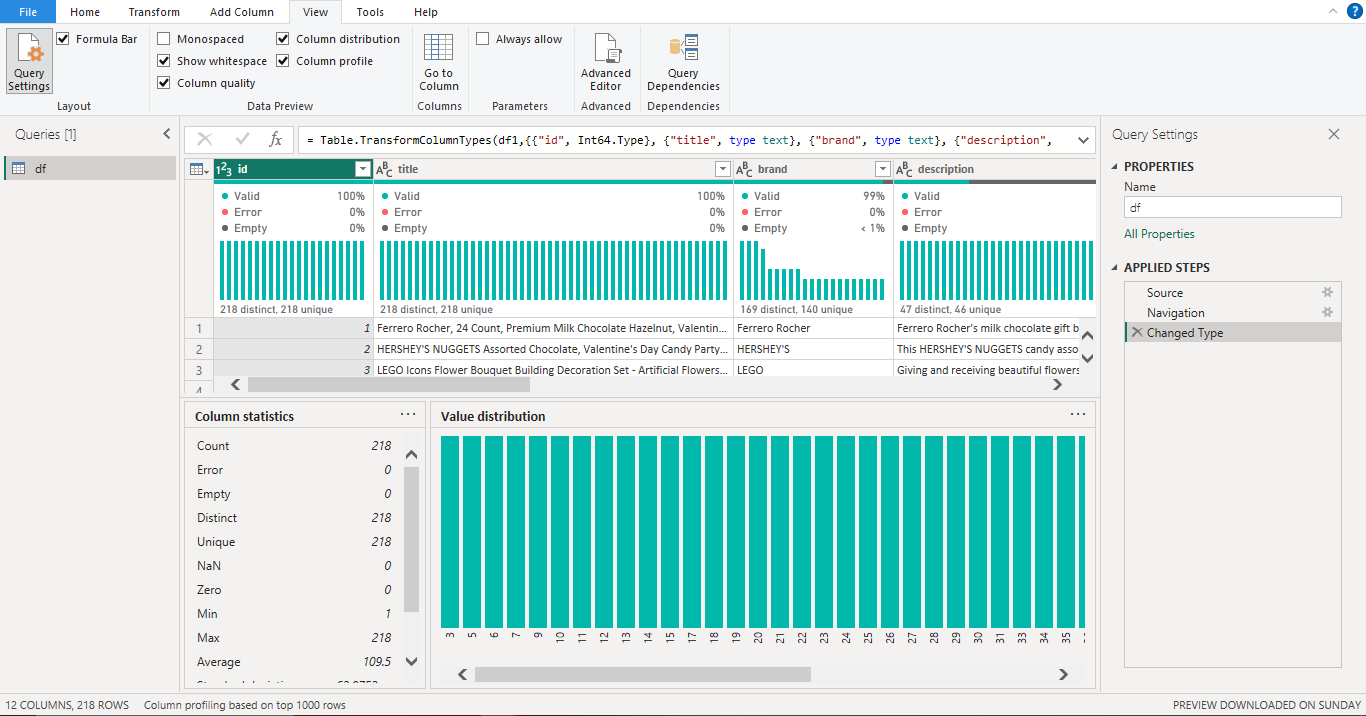 File Home Transform Add Column View Tools Help
Query Settings
Formula Bar
Layout
Monospaced
Show whitespace
Column quality
Column distribution
Column profile
Data Preview
Go to Column
Columns
Always allow
Parameters
Advanced Editor
Advanced
Query Dependencies
Dependencies
Queries [1]
df
fx
= Table.TransformColumnTypes(df1,{{"id", Int64.Type}, {"title", type text}, {"brand", type text}, {"description",
1 2 3 id
ABC title
ABC brand
ABC description
Valid 100%
Error 0%
Empty 0%
218 distinct, 218 unique
Valid 100%
Error 0%
Empty 0%
218 distinct, 218 unique
Valid 99%
Error 0%
Empty < 1%
169 distinct, 140 unique
Valid
Error
Empty
47 distinct, 46 unique
1 1 Ferrero Rocher, 24 Count, Premium Milk Chocolate Hazelnut, Valentin... Ferrero Rocher Ferrero Rocher's milk chocolate gift b
2 2 HERSHEY'S NUGGETS Assorted Chocolate, Valentine's Day Candy Party... HERSHEY'S This HERSHEY'S NUGGETS candy asso
3 3 LEGO Icons Flower Bouquet Building Decoration Set - Artificial Flowers... LEGO Giving and receiving beautiful flowers
4
Column statistics ...
Count 218
Error 0
Empty 0
Distinct 218
Unique 218
NaN 0
Zero 0
Min 1
Max 218
Average 109.5
Value distribution ...
3 5 6 7 9 10 11 12 13 14 15 17 18 19 20 21 22 23 24 25 26 27 28 29 30 31 33 34 35
Query Settings
PROPERTIES
Name
df
All Properties
APPLIED STEPS
Source
Navigation
Changed Type
12 COLUMNS, 218 ROWS Column profiling based on top 1000 rows PREVIEW DOWNLOADED ON SUNDAY